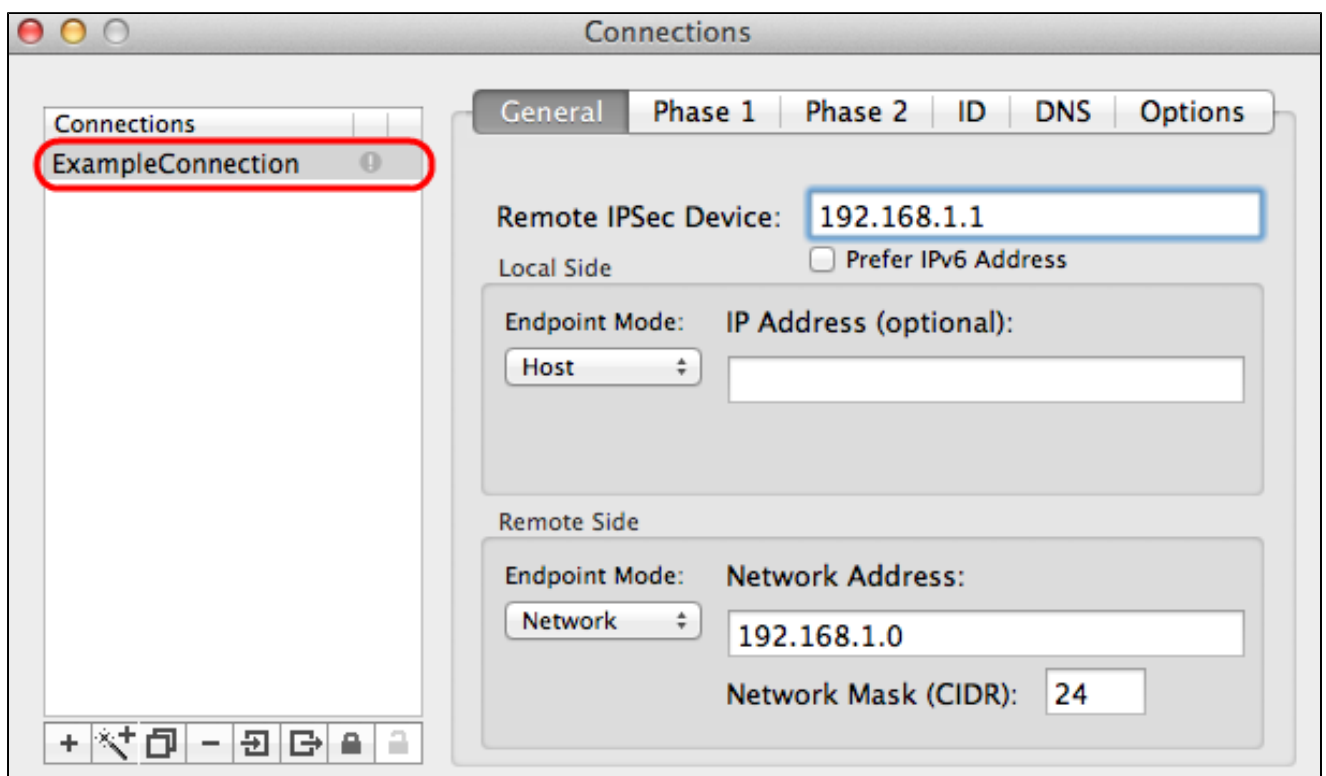 Connections
Connections
ExampleConnection
General Phase 1 Phase 2 ID DNS Options
Remote IPSec Device: 192.168.1.1
Prefer IPv6 Address
Local Side
Endpoint Mode: IP Address (optional):
Host
Remote Side
Endpoint Mode: Network Address:
Network 192.168.1.0
Network Mask (CIDR): 24